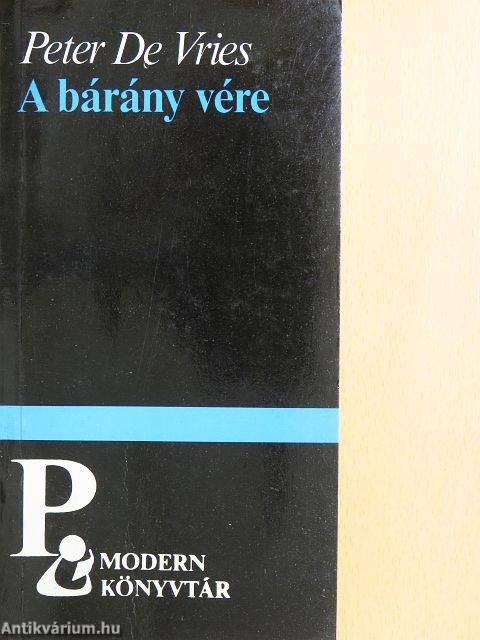 Peter De Vries
A bárány vére
P
MODERN
KÖNYVTÁR
Antikvárium.hu